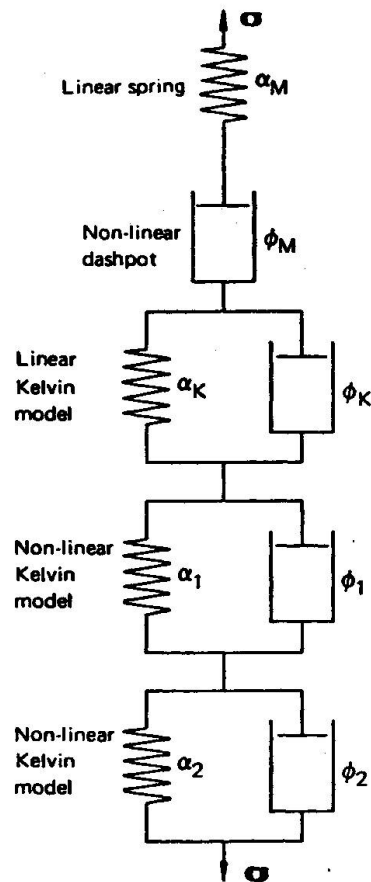 σ
Linear spring
α_M
Non-linear
dashpot
ϕ_M
Linear
Kelvin
model
α_K
ϕ_K
Non-linear
Kelvin
model
α_1
ϕ_1
Non-linear
Kelvin
model
α_2
ϕ_2
σ